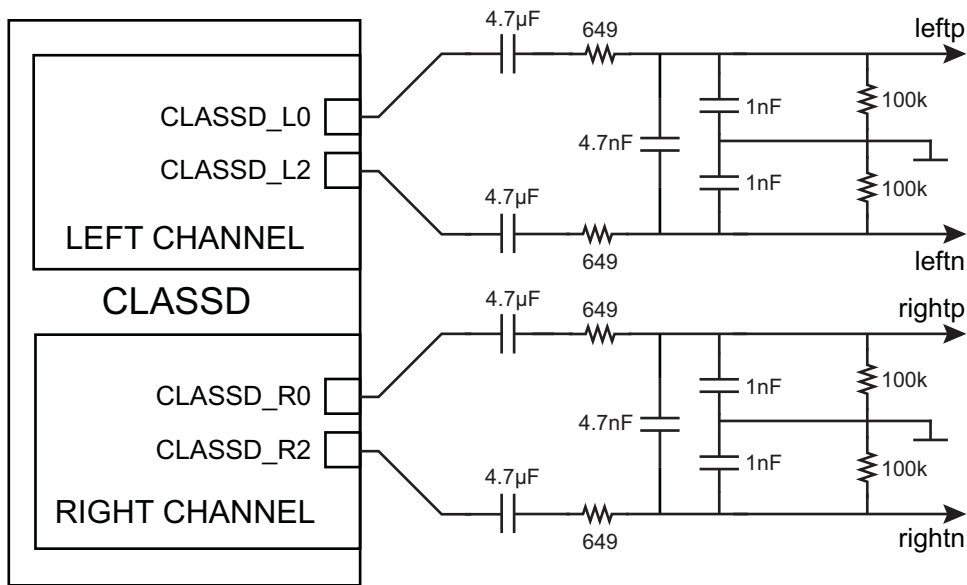 4.7µF
649
leftp
CLASSD_L0
1nF
100k
CLASSD_L2
4.7nF
4.7µF
1nF
100k
LEFT CHANNEL
649
leftn
CLASSD
4.7µF
649
rightp
CLASSD_R0
1nF
100k
CLASSD_R2
4.7nF
4.7µF
1nF
100k
RIGHT CHANNEL
649
rightn